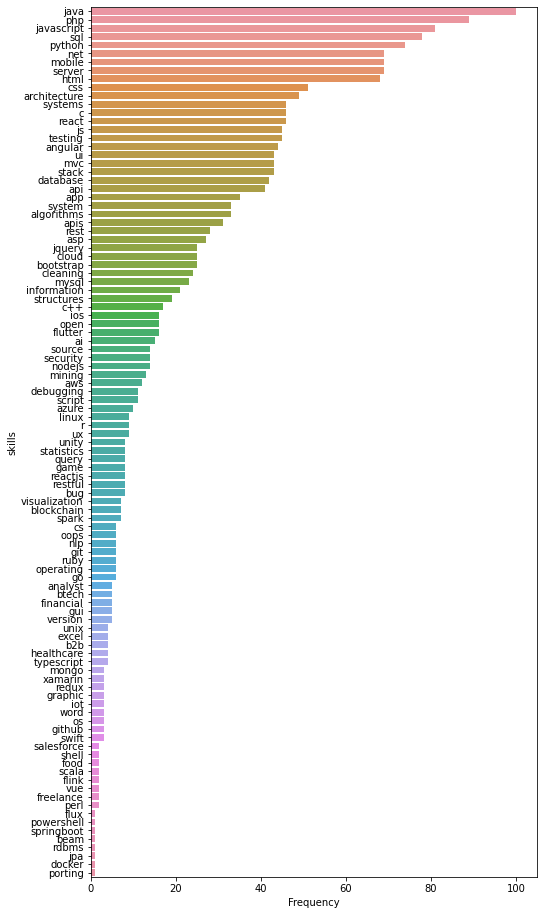 java
php
javascript
sql
python
net
mobile
server
html
css
architecture
systems
c
react
js
testing
angular
ui
mvc
stack
database
api
app
system
algorithms
apis
rest
asp
jquery
cloud
bootstrap
cleaning
mysql
information
structures
c++
ios
open
flutter
ai
source
security
nodejs
mining
aws
debugging
script
azure
linux
r
ux
unity
statistics
query
game
reactjs
restful
bug
visualization
blockchain
spark
cs
oops
nlp
git
ruby
operating
go
analyst
btech
financial
gui
version
unix
excel
b2b
healthcare
typescript
mongo
xamarin
redux
graphic
iot
word
os
github
swift
salesforce
shell
food
scala
flink
vue
freelance
perl
flux
powershell
springboot
beam
rdbms
jpa
docker
porting
skills
0 20 40 60 80 100
Frequency